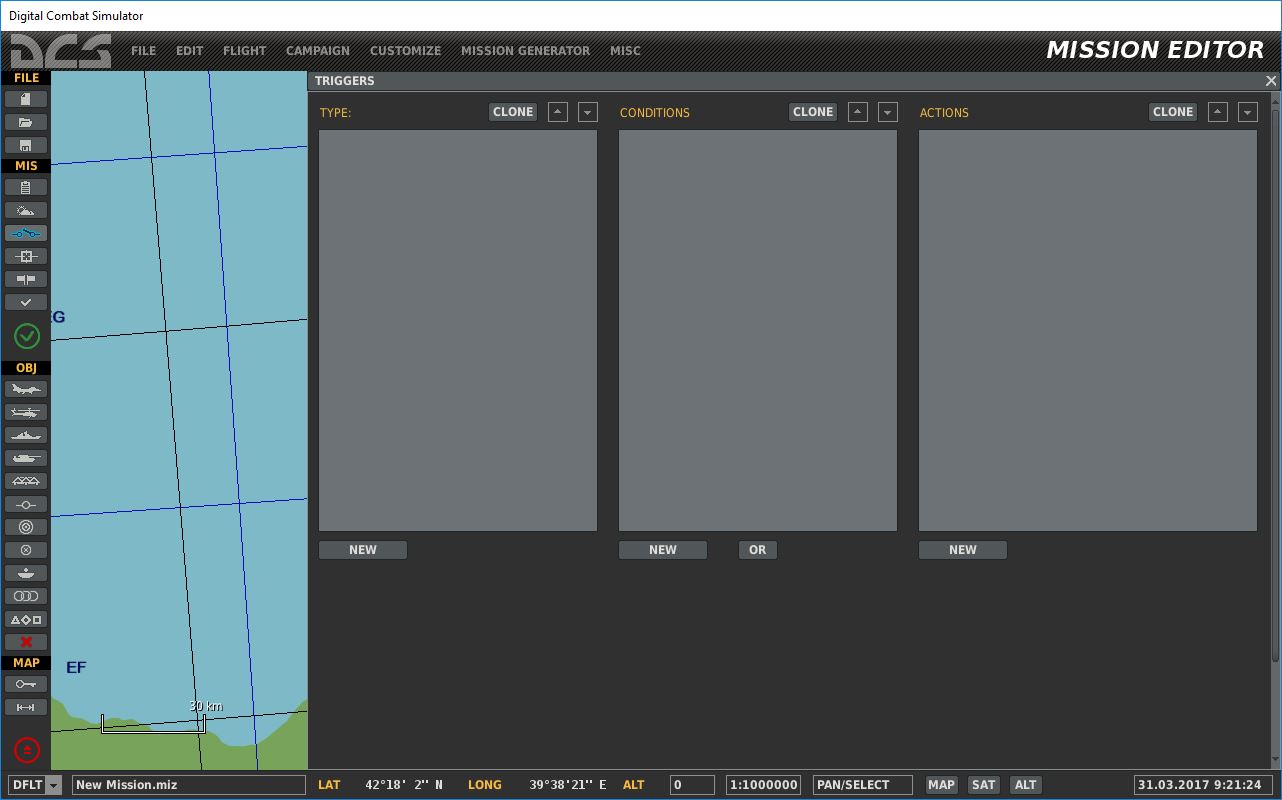 Digital Combat Simulator
DCS FILE EDIT FLIGHT CAMPAIGN CUSTOMIZE MISSION GENERATOR MISC MISSION EDITOR
FILE
MIS
OBJ
MAP
EF
30 km
TRIGGERS
TYPE: CLONE CONDITIONS CLONE ACTIONS CLONE
NEW NEW OR NEW
DFLT New Mission.miz LAT 42°18' 2'' N LONG 39°38'21'' E ALT 0 1:1000000 PAN/SELECT MAP SAT ALT 31.03.2017 9:21:24